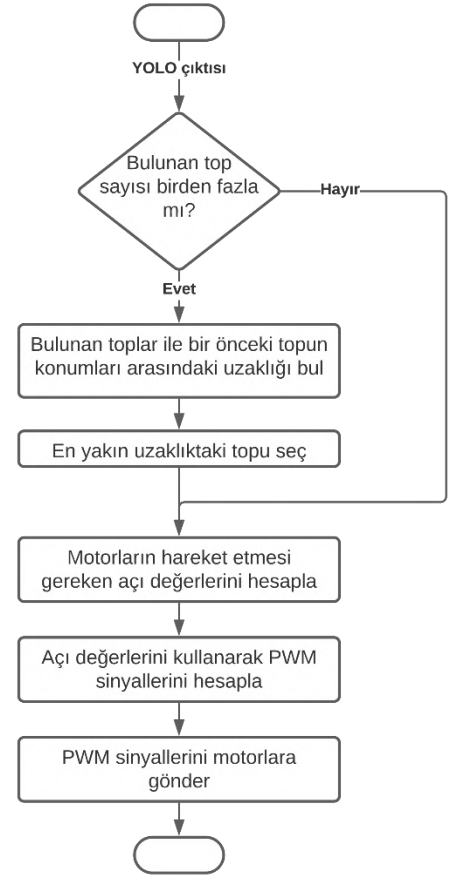 YOLO çıktısı
Bulunan top
sayısı birden fazla
mı?
Hayır
Evet
Bulunan toplar ile bir önceki topun
konumları arasındaki uzaklığı bul
En yakın uzaklıktaki topu seç
Motorların hareket etmesi
gereken açı değerlerini hesapla
Açı değerlerini kullanarak PWM
sinyallerini hesapla
PWM sinyallerini motorlara
gönder